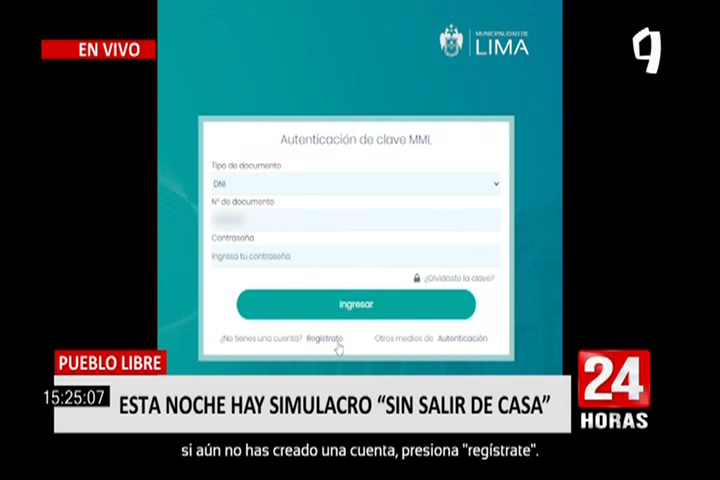 EN VIVO
MUNICIPALIDAD DE
LIMA
Autenticación de clave MML
Tipo de documento
DNI
Nº de documento
Contraseña
Ingresa tu contraseña
¿Olvidaste la clave?
Ingresar
¿No tienes una cuenta? Regístrate
Otros medios de Autenticación
PUEBLO LIBRE
15:25:07
ESTA NOCHE HAY SIMULACRO “SIN SALIR DE CASA”
24
HORAS
si aún no has creado una cuenta, presiona "regístrate".